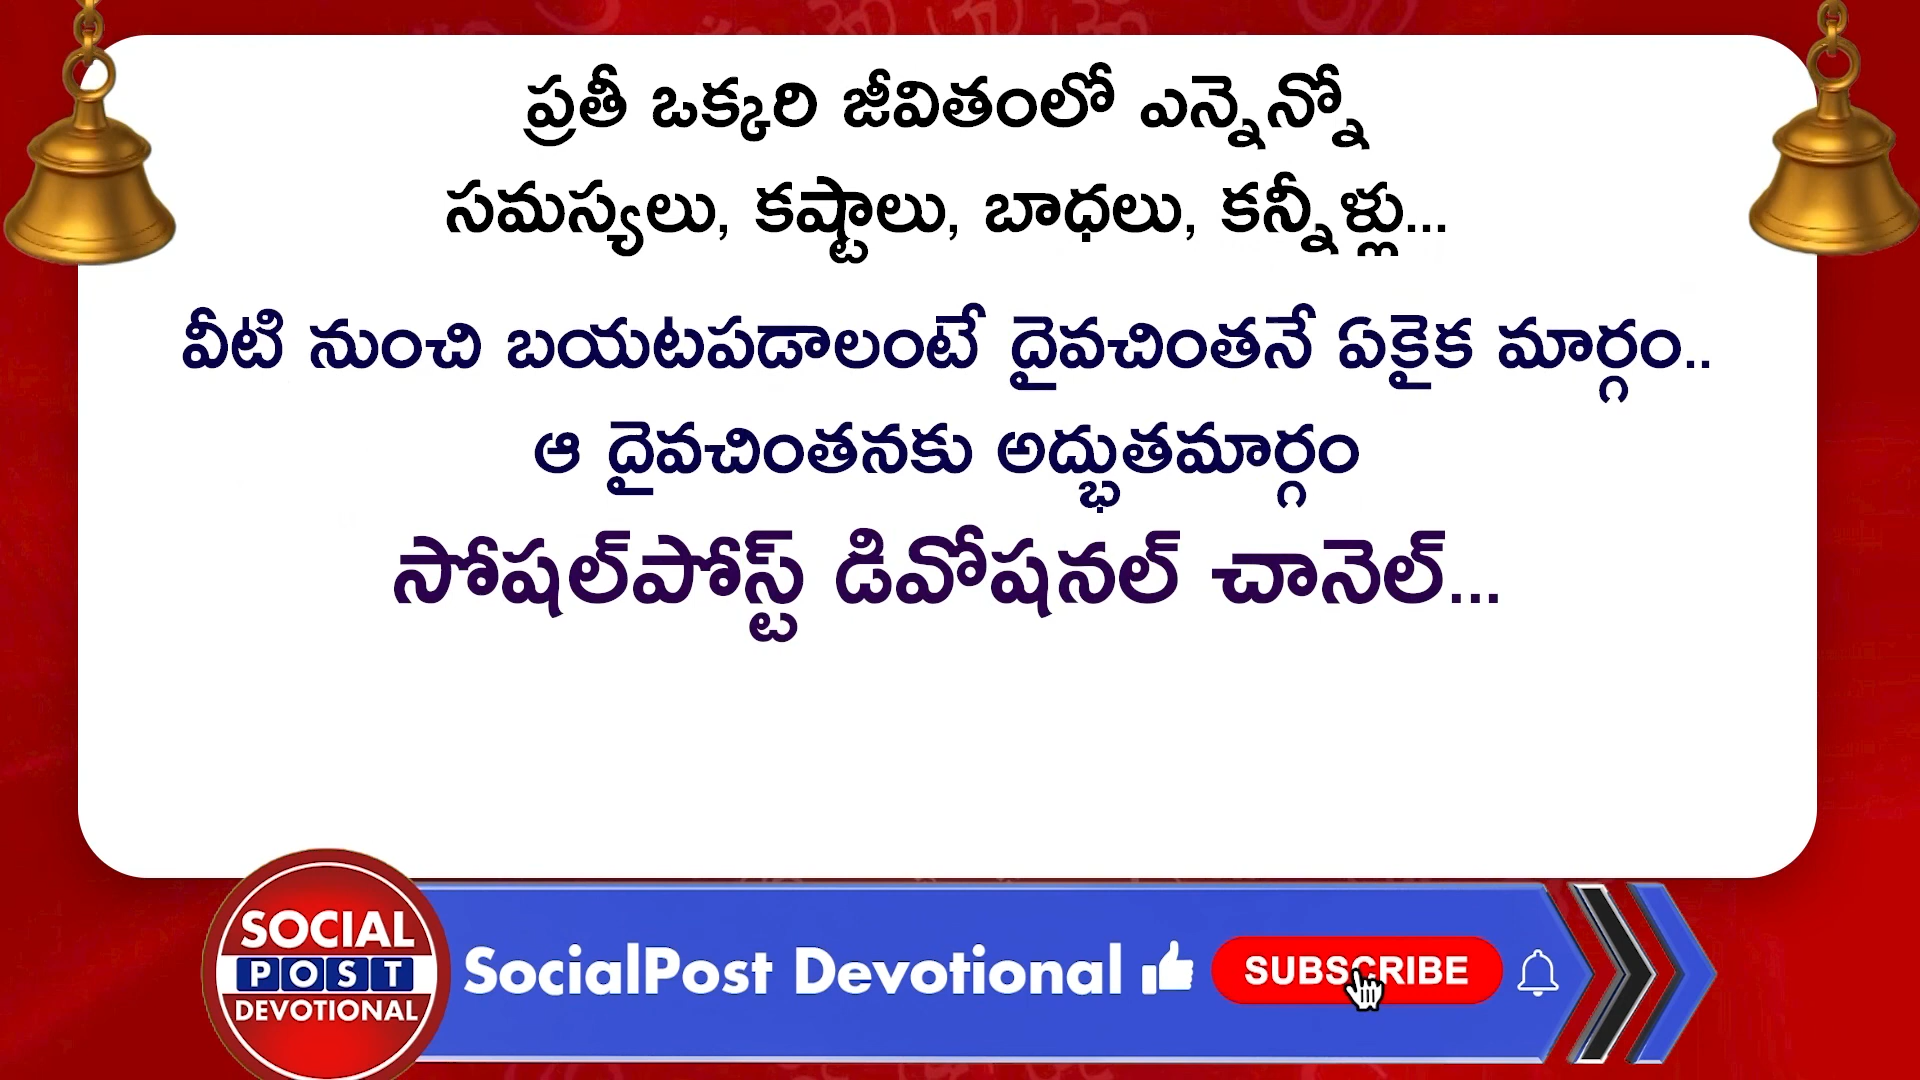 ప్రతీ ఒక్కరి జీవితంలో ఎన్నెన్నో
సమస్యలు, కష్టాలు, బాధలు, కన్నీళ్లు...
వీటి నుంచి బయటపడాలంటే దైవచింతనే ఏకైక మార్గం..
ఆ దైవచింతనకు అద్భుతమార్గం
సోషల్‌పోస్ట్ డివోషనల్ చానెల్...
SOCIAL
POST
DEVOTIONAL
SocialPost Devotional
SUBSCRIBE